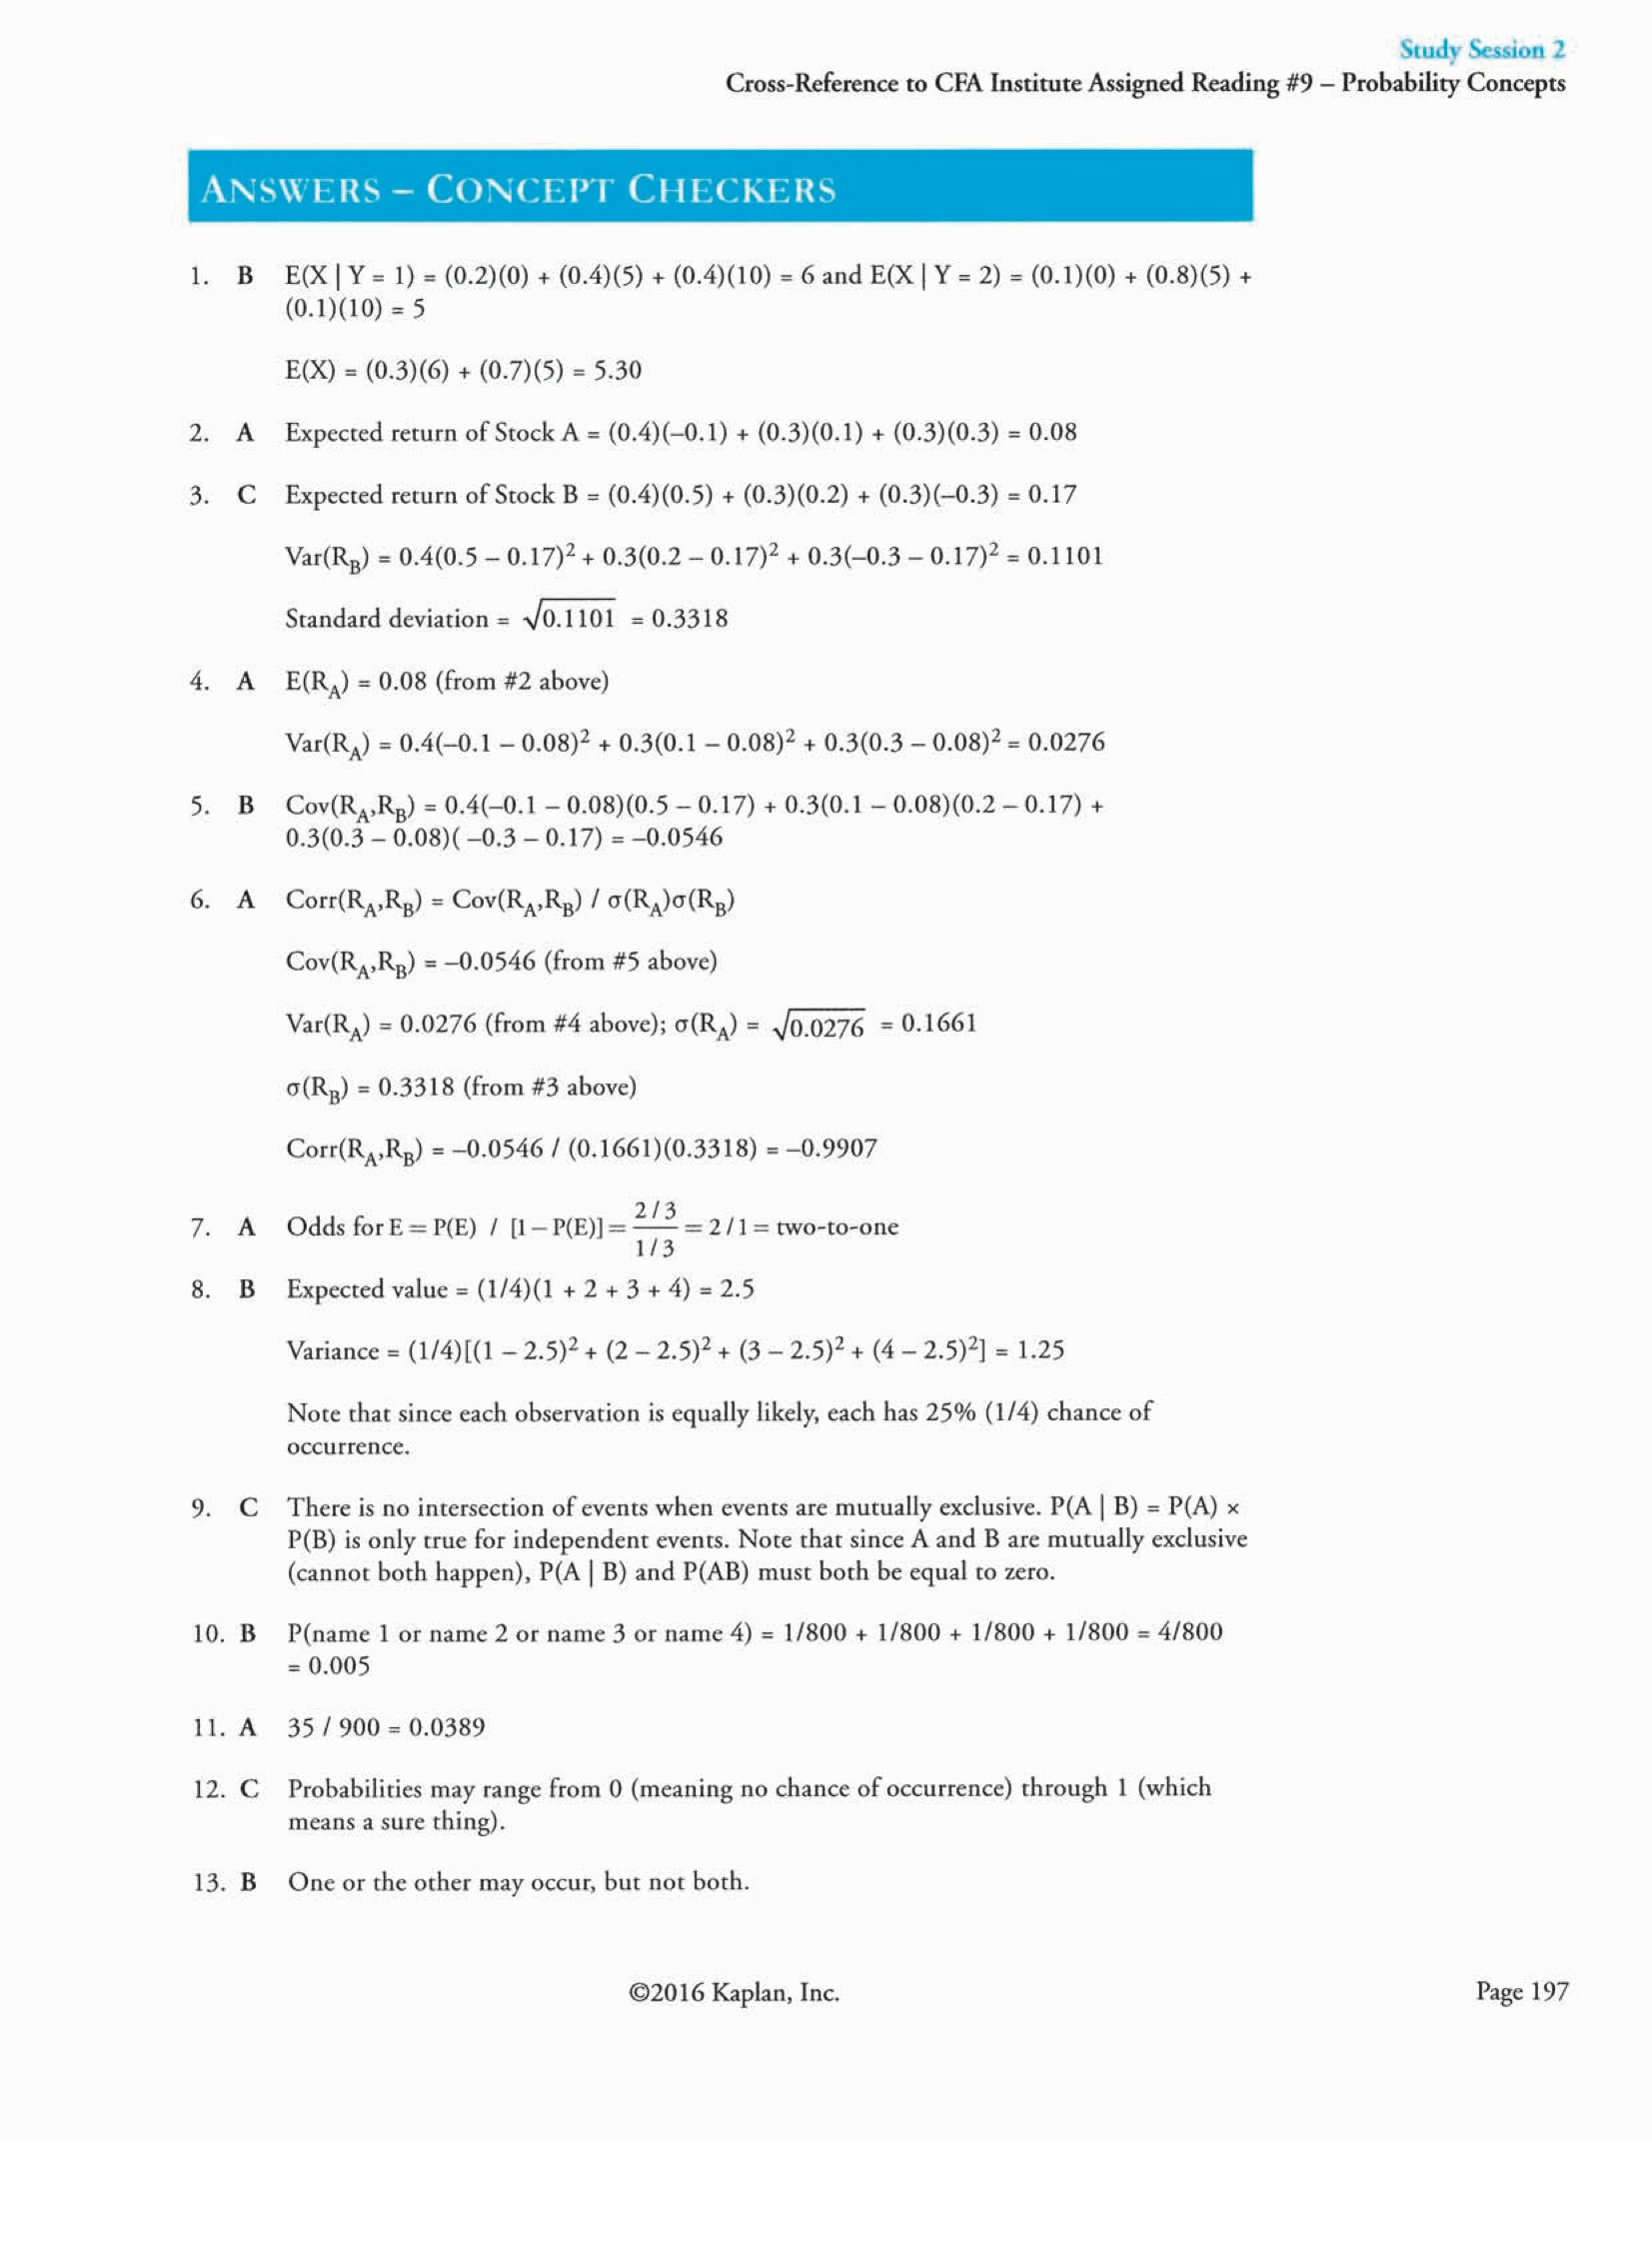 Study Session 2
Cross-Reference to CFA Institute Assigned Reading #9 – Probability Concepts
ANSWERS – CONCEPT CHECKERS
1. B E(X | Y = 1) = (0.2)(0) + (0.4)(5) + (0.4)(10) = 6 and E(X | Y = 2) = (0.1)(0) + (0.8)(5) +
(0.1)(10) = 5
E(X) = (0.3)(6) + (0.7)(5) = 5.30
2. A Expected return of Stock A = (0.4)(–0.1) + (0.3)(0.1) + (0.3)(0.3) = 0.08
3. C Expected return of Stock B = (0.4)(0.5) + (0.3)(0.2) + (0.3)(–0.3) = 0.17
Var(R_B) = 0.4(0.5 – 0.17)² + 0.3(0.2 – 0.17)² + 0.3(–0.3 – 0.17)² = 0.1101
Standard deviation = √0.1101 = 0.3318
4. A E(R_A) = 0.08 (from #2 above)
Var(R_A) = 0.4(–0.1 – 0.08)² + 0.3(0.1 – 0.08)² + 0.3(0.3 – 0.08)² = 0.0276
5. B Cov(R_A,R_B) = 0.4(–0.1 – 0.08)(0.5 – 0.17) + 0.3(0.1 – 0.08)(0.2 – 0.17) +
0.3(0.3 – 0.08)( –0.3 – 0.17) = –0.0546
6. A Corr(R_A,R_B) = Cov(R_A,R_B) / σ(R_A)σ(R_B)
Cov(R_A,R_B) = –0.0546 (from #5 above)
Var(R_A) = 0.0276 (from #4 above); σ(R_A) = √0.0276 = 0.1661
σ(R_B) = 0.3318 (from #3 above)
Corr(R_A,R_B) = –0.0546 / (0.1661)(0.3318) = –0.9907
7. A Odds for E = P(E) / [1 – P(E)] = (2 / 3)/(1 / 3) = 2 / 1 = two-to-one
8. B Expected value = (1/4)(1 + 2 + 3 + 4) = 2.5
Variance = (1/4)[(1 – 2.5)² + (2 – 2.5)² + (3 – 2.5)² + (4 – 2.5)²] = 1.25
Note that since each observation is equally likely, each has 25% (1/4) chance of
occurrence.
9. C There is no intersection of events when events are mutually exclusive. P(A | B) = P(A) ×
P(B) is only true for independent events. Note that since A and B are mutually exclusive
(cannot both happen), P(A | B) and P(AB) must both be equal to zero.
10. B P(name 1 or name 2 or name 3 or name 4) = 1/800 + 1/800 + 1/800 + 1/800 = 4/800
= 0.005
11. A 35 / 900 = 0.0389
12. C Probabilities may range from 0 (meaning no chance of occurrence) through 1 (which
means a sure thing).
13. B One or the other may occur, but not both.
©2016 Kaplan, Inc.
Page 197